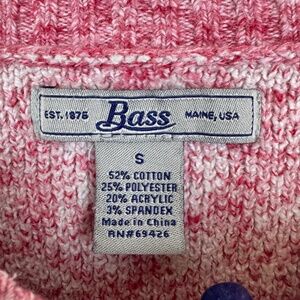 EST. 1876 Bass MAINE, USA
S
52% COTTON
25% POLYESTER
20% ACRYLIC
3% SPANDEX
Made in China
RN#69426